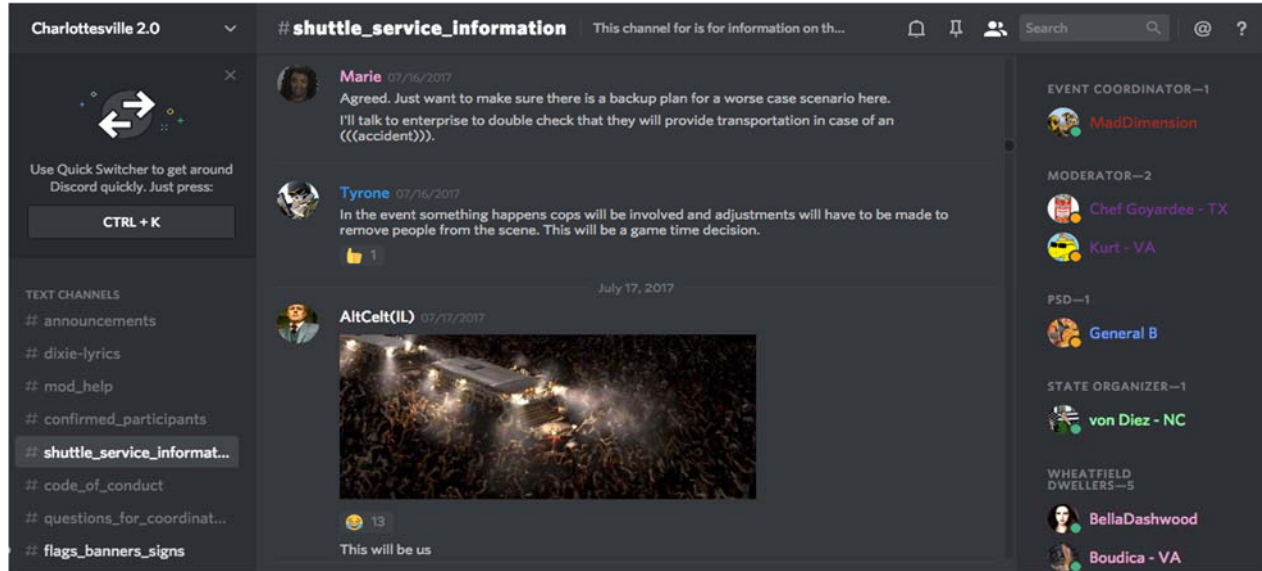 Charlottesville 2.0
Use Quick Switcher to get around
Discord quickly. Just press:
CTRL + K
TEXT CHANNELS
# announcements
# dixie-lyrics
# mod_help
# confirmed_participants
# shuttle_service_informat...
# code_of_conduct
# questions_for_coordinat...
# flags_banners_signs
#shuttle_service_information
This channel for is for information on th...
Search
@
?
Marie 07/16/2017
Agreed. Just want to make sure there is a backup plan for a worse case scenario here.
I'll talk to enterprise to double check that they will provide transportation in case of an
(((accident))).
Tyrone 07/16/2017
In the event something happens cops will be involved and adjustments will have to be made to
remove people from the scene. This will be a game time decision.
1
July 17, 2017
AltCelt(IL) 07/17/2017
13
This will be us
EVENT COORDINATOR—1
MadDimension
MODERATOR—2
Chef Goyardee - TX
Kurt - VA
PSD—1
General B
STATE ORGANIZER—1
von Diez - NC
WHEATFIELD
DWELLERS—5
BellaDashwood
Boudica - VA